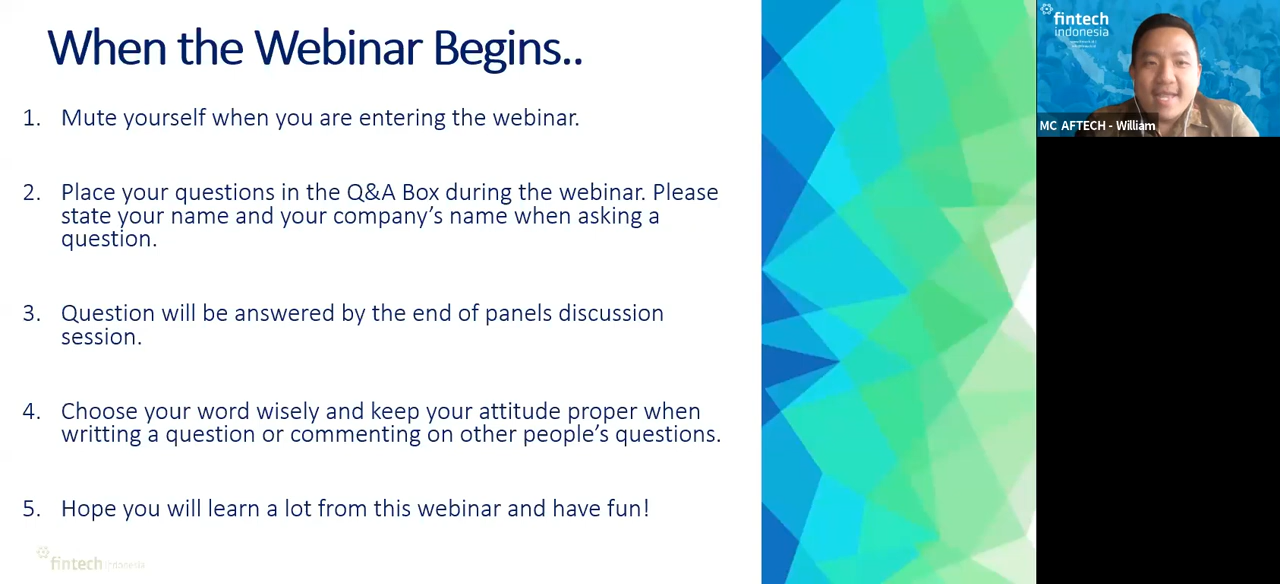 When the Webinar Begins..
1. Mute yourself when you are entering the webinar.
2. Place your questions in the Q&A Box during the webinar. Please
state your name and your company’s name when asking a
question.
3. Question will be answered by the end of panels discussion
session.
4. Choose your word wisely and keep your attitude proper when
writting a question or commenting on other people’s questions.
5. Hope you will learn a lot from this webinar and have fun!
fintech indonesia
fintech
indonesia
MC AFTECH - William